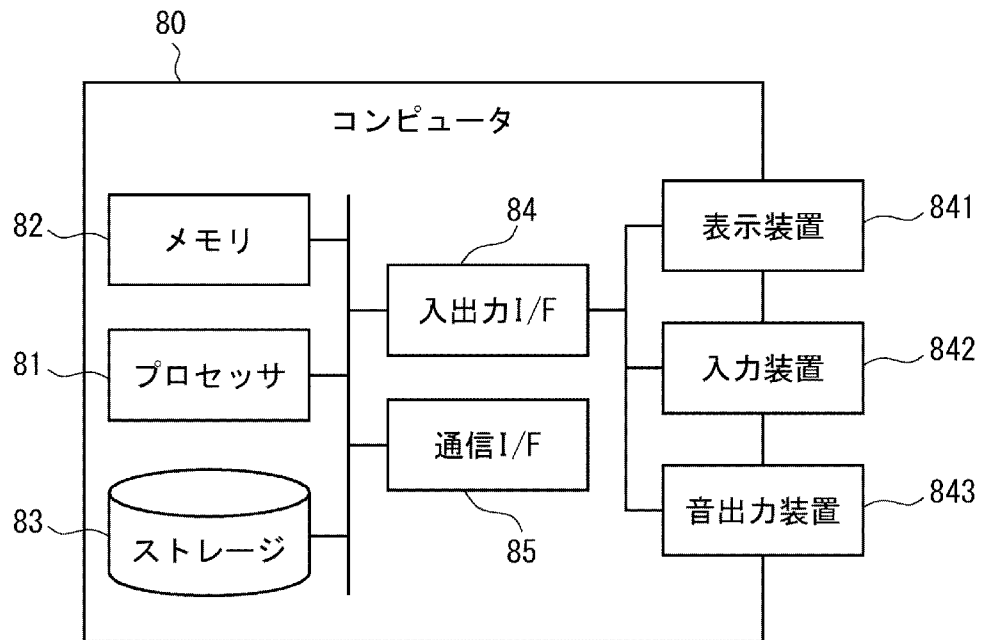 80
コンピュータ
82
メモリ
84
841
表示装置
入出力I/F
81
プロセッサ
842
入力装置
通信I/F
83
ストレージ
85
843
音出力装置